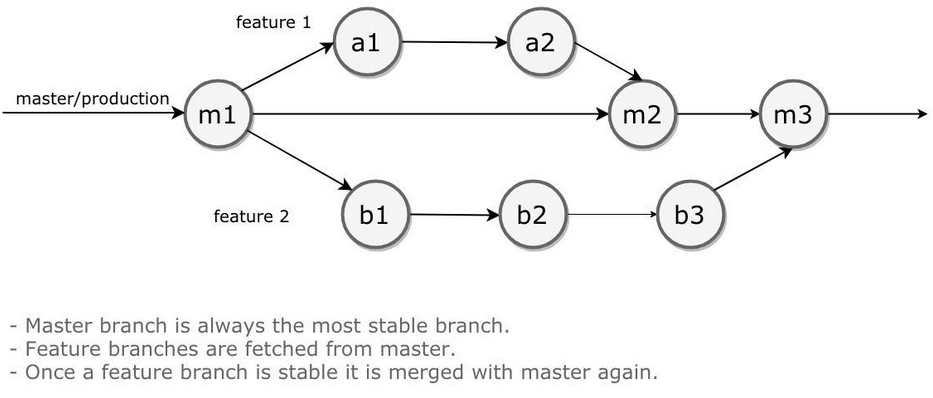 feature 1
a1
a2
master/production
m1
m2
m3
feature 2
b1
b2
b3
- Master branch is always the most stable branch.
- Feature branches are fetched from master.
- Once a feature branch is stable it is merged with master again.